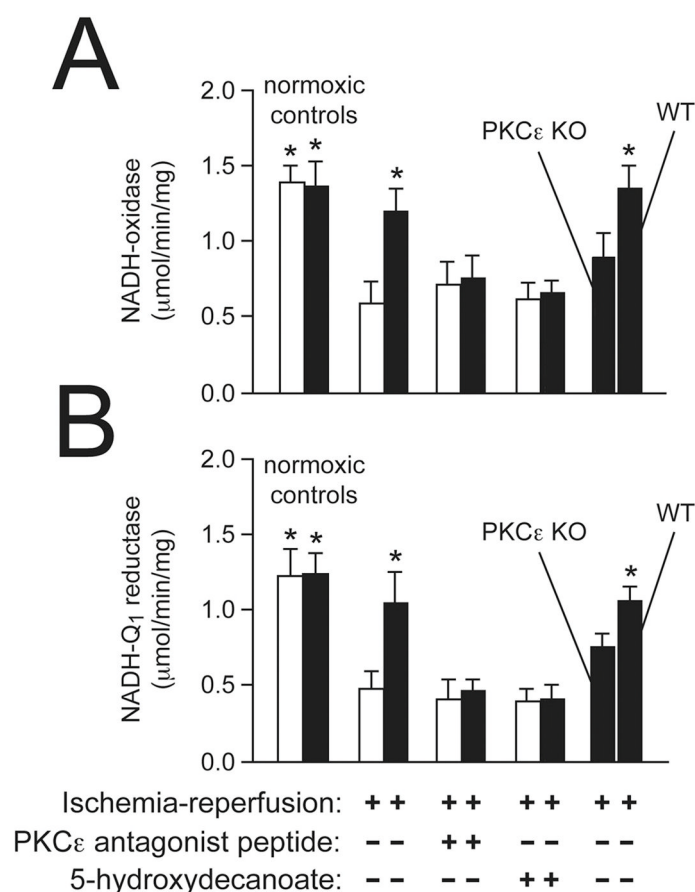 A
NADH-oxidase
(μmol/min/mg)
2.0
1.5
1.0
0.5
0.0
normoxic
controls
* * * *
PKCε KO
WT
B
NADH-Q1 reductase
(μmol/min/mg)
2.0
1.5
1.0
0.5
0.0
normoxic
controls
* * * *
PKCε KO
WT
Ischemia-reperfusion: + + + + + + + +
PKCε antagonist peptide: – – + + – – – –
5-hydroxydecanoate: – – – – + + – –